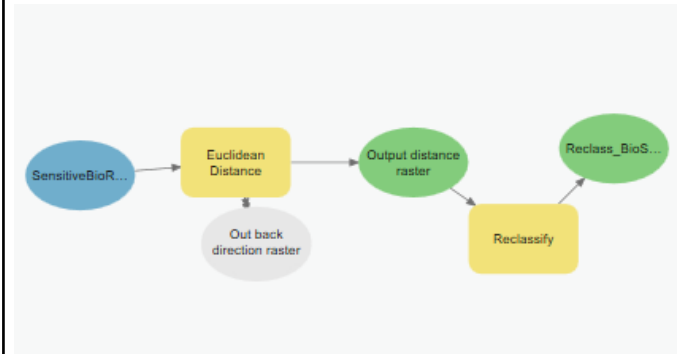 SensitiveBioR...
Euclidean
Distance
Out back
direction raster
Output distance
raster
Reclassify
Reclass_BioS...